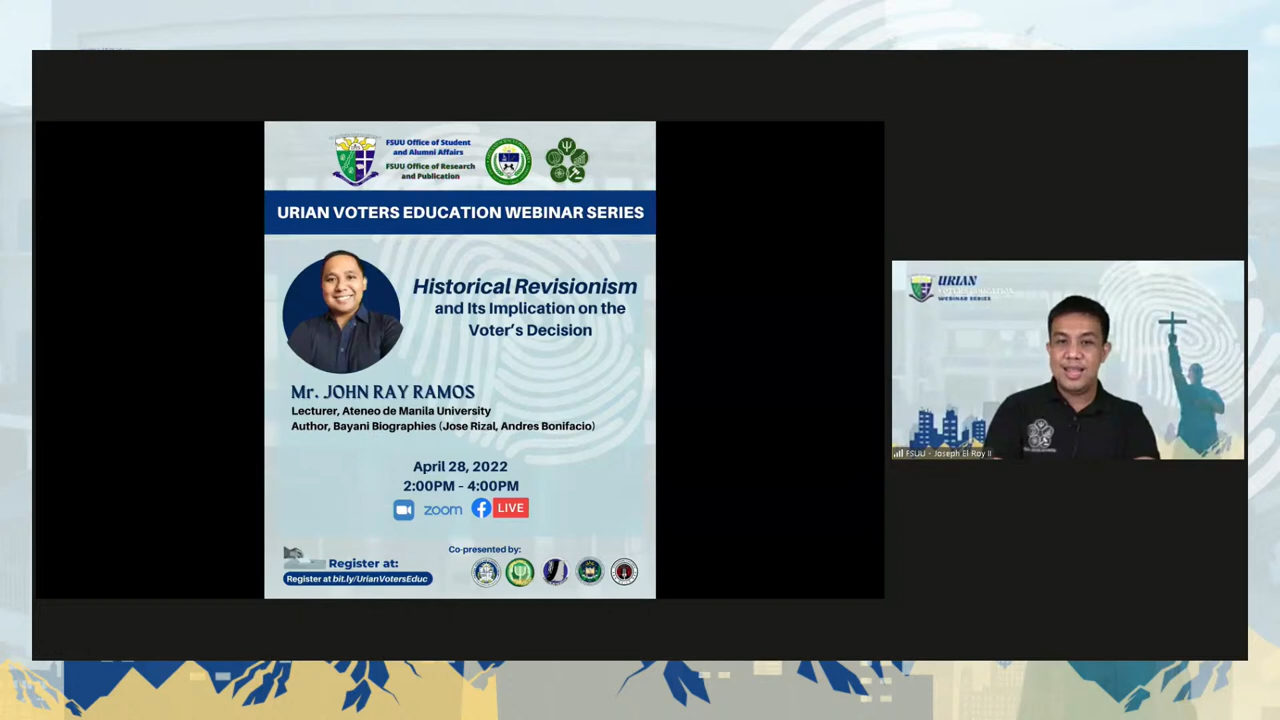 FSUU Office of Student
and Alumni Affairs
FSUU Office of Research
and Publication
URIAN VOTERS EDUCATION WEBINAR SERIES
Historical Revisionism
and Its Implication on the
Voter's Decision
Mr. JOHN RAY RAMOS
Lecturer, Ateneo de Manila University
Author, Bayani Biographies (Jose Rizal, Andres Bonifacio)
April 28, 2022
2:00PM – 4:00PM
zoom
LIVE
Co-presented by:
Register at:
Register at bit.ly/UrianVotersEduc
URIAN
VOTERS EDUCATION
WEBINAR SERIES
FSUU - Joseph El Roy II